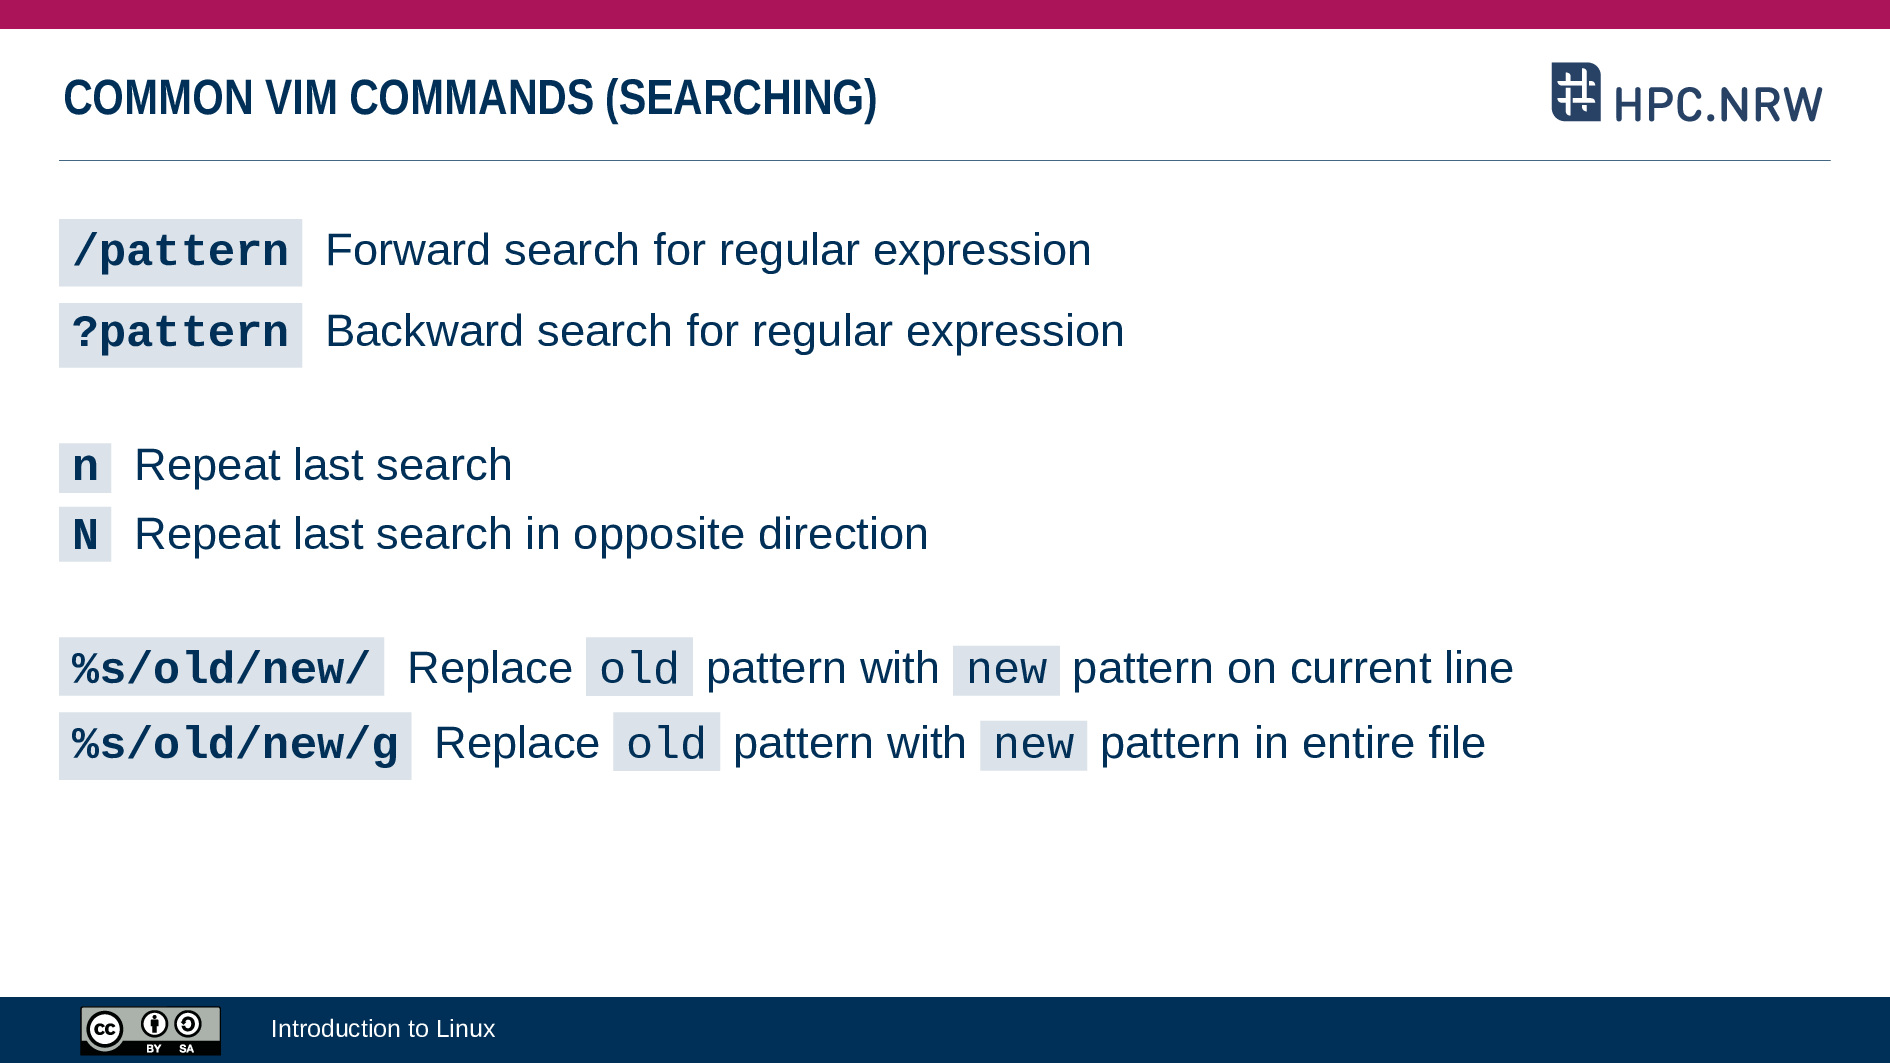 COMMON VIM COMMANDS (SEARCHING)
HPC.NRW
/pattern Forward search for regular expression
?pattern Backward search for regular expression
n Repeat last search
N Repeat last search in opposite direction
%s/old/new/ Replace old pattern with new pattern on current line
%s/old/new/g Replace old pattern with new pattern in entire file
cc BY SA
Introduction to Linux